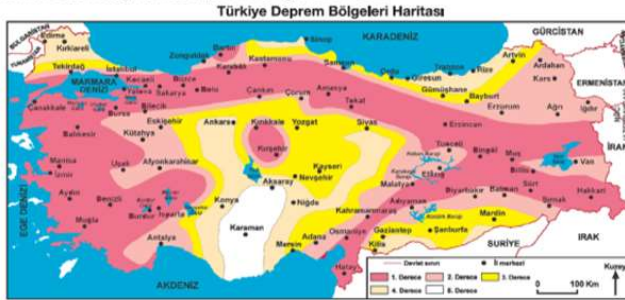 Türkiye Deprem Bölgeleri Haritası
BULGARİSTAN
KARADENİZ
GÜRCİSTAN
Edirne
Kırklareli
Tekirdağ
İstanbul
MARMARA
DENİZİ
Kocaeli
Yalova
Sakarya
Düzce
Bolu
Zonguldak
Bartın
Karabük
Kastamonu
Sinop
Samsun
Ordu
Giresun
Trabzon
Rize
Artvin
Ardahan
Kars
ERMENİSTAN
Çanakkale
Bursa
Bilecik
Çankırı
Çorum
Amasya
Tokat
Gümüşhane
Bayburt
Erzurum
Ağrı
Iğdır
Balıkesir
Kütahya
Eskişehir
Ankara
Kırıkkale
Yozgat
Sivas
Erzincan
İRAN
Manisa
İzmir
Uşak
Afyonkarahisar
Kırşehir
Kayseri
Nevşehir
Tunceli
Bingöl
Muş
Bitlis
Van
Aydın
Denizli
Burdur
Isparta
Konya
Aksaray
Niğde
Malatya
Elazığ
Diyarbakır
Batman
Siirt
Şırnak
Hakkari
EGE DENİZİ
Muğla
Antalya
Karaman
Mersin
Adana
Osmaniye
Kahramanmaraş
Adıyaman
Gaziantep
Kilis
Şanlıurfa
Mardin
Hatay
AKDENİZ
SURİYE
IRAK
Devlet sınırı
İl merkezi
1. Derece
2. Derece
3. Derece
4. Derece
5. Derece
Kuzey
0 100 Km